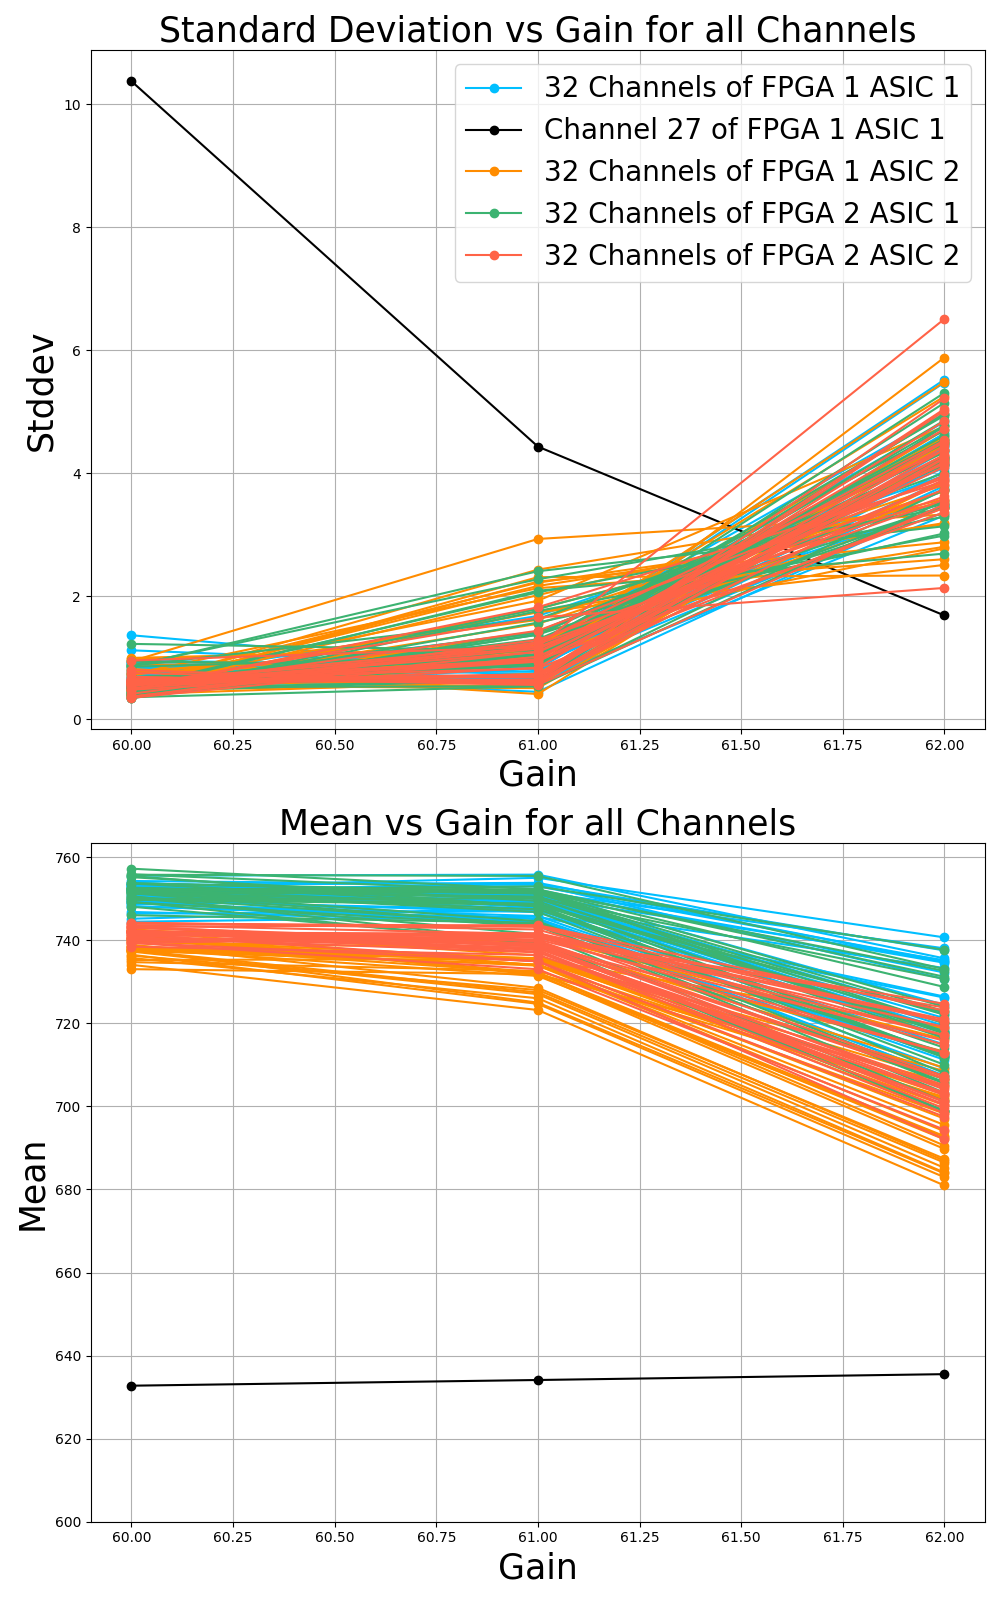 Standard Deviation vs Gain for all Channels
32 Channels of FPGA 1 ASIC 1
Channel 27 of FPGA 1 ASIC 1
32 Channels of FPGA 1 ASIC 2
32 Channels of FPGA 2 ASIC 1
32 Channels of FPGA 2 ASIC 2
Stddev
10
8
6
4
2
0
60.00 60.25 60.50 60.75 61.00 61.25 61.50 61.75 62.00
Gain
Mean vs Gain for all Channels
Mean
760
740
720
700
680
660
640
620
600
60.00 60.25 60.50 60.75 61.00 61.25 61.50 61.75 62.00
Gain